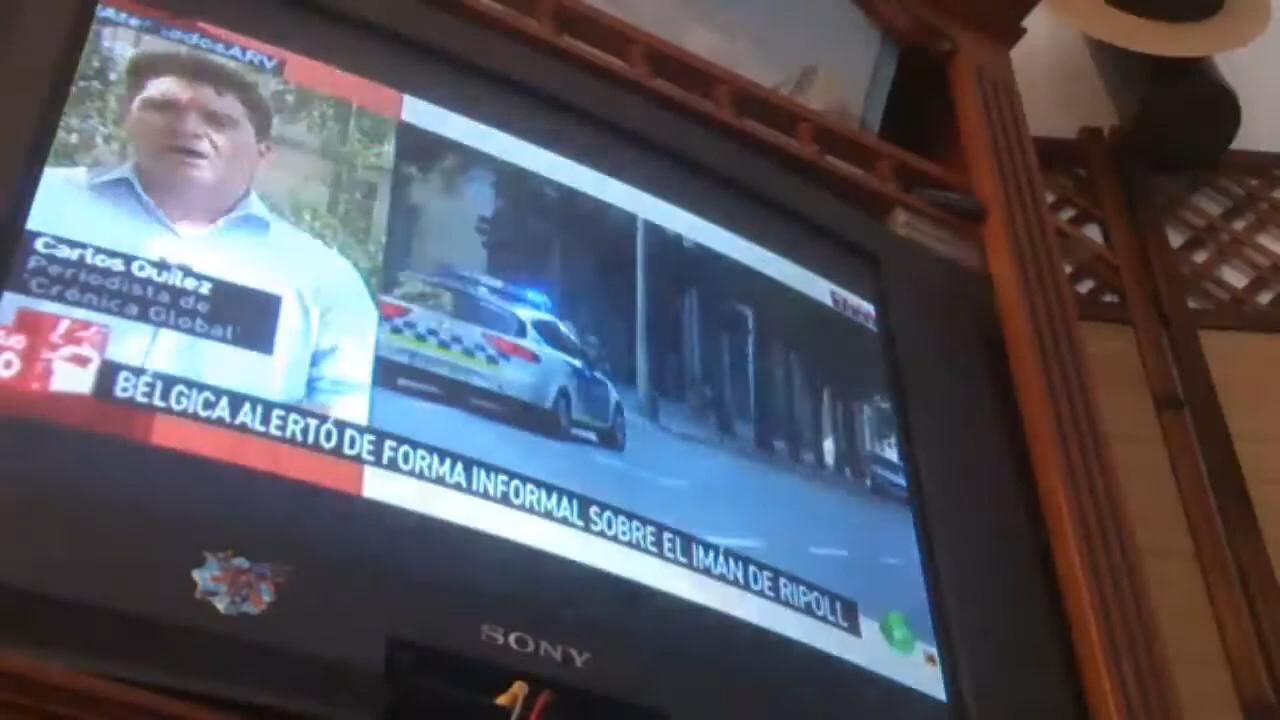 Carlos Quílez
Periodista de
'Crónica Global'
BÉLGICA ALERTÓ DE FORMA INFORMAL SOBRE EL IMÁN DE RIPOLL
SONY